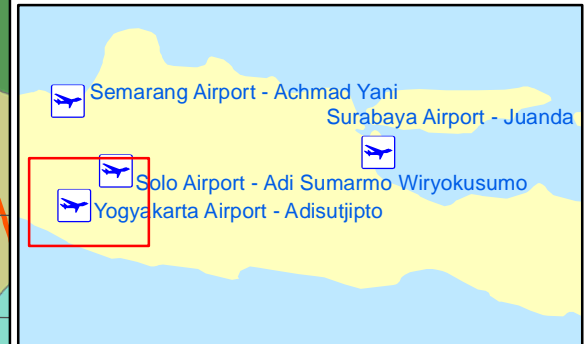 Semarang Airport - Achmad Yani
Surabaya Airport - Juanda
Solo Airport - Adi Sumarmo Wiryokusumo
Yogyakarta Airport - Adisutjipto